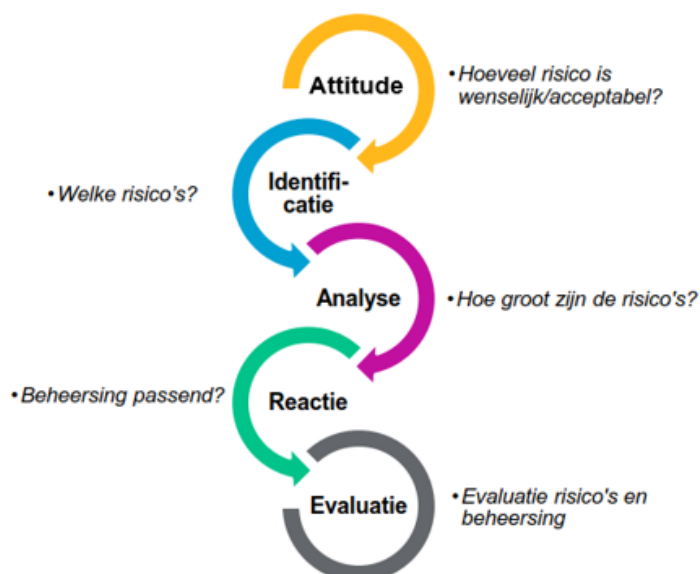 Attitude
• Hoeveel risico is
wenselijk/acceptabel?
Identifi-
catie
• Welke risico's?
Analyse
• Hoe groot zijn de risico's?
Reactie
• Beheersing passend?
Evaluatie
• Evaluatie risico's en
beheersing